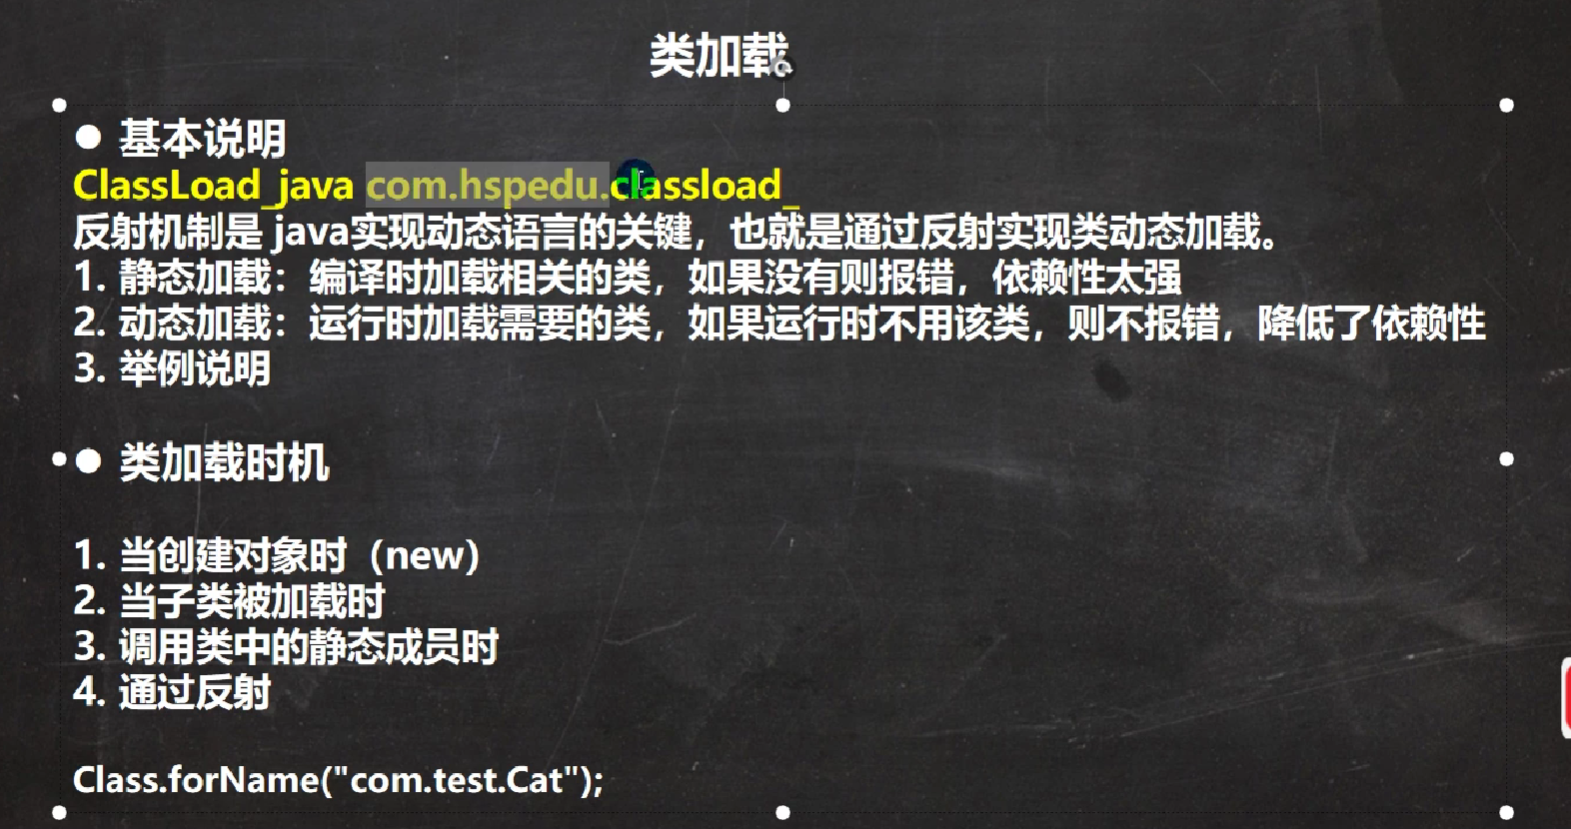 类加载
● 基本说明
ClassLoad_java com.hspedu.classload_
反射机制是 java实现动态语言的关键，也就是通过反射实现类动态加载。
1. 静态加载：编译时加载相关的类，如果没有则报错，依赖性太强
2. 动态加载：运行时加载需要的类，如果运行时不用该类，则不报错，降低了依赖性
3. 举例说明
● 类加载时机
1. 当创建对象时（new）
2. 当子类被加载时
3. 调用类中的静态成员时
4. 通过反射
Class.forName("com.test.Cat");